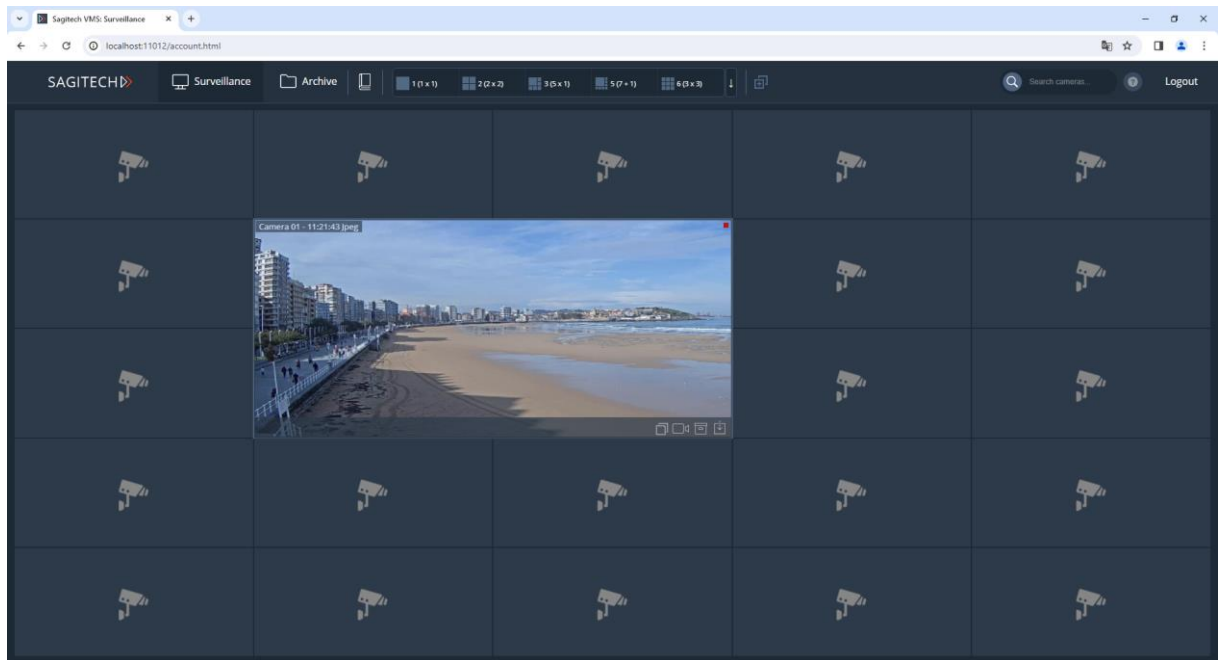 Sagitech VMS: Surveillance
localhost:11012/account.html
SAGITECH Surveillance Archive 1 (1 x 1) 2 (2 x 2) 3 (5 x 1) 5 (7 + 1) 6 (3 x 3) Search cameras... Logout
Camera 01 - 11:21:43 Jpeg